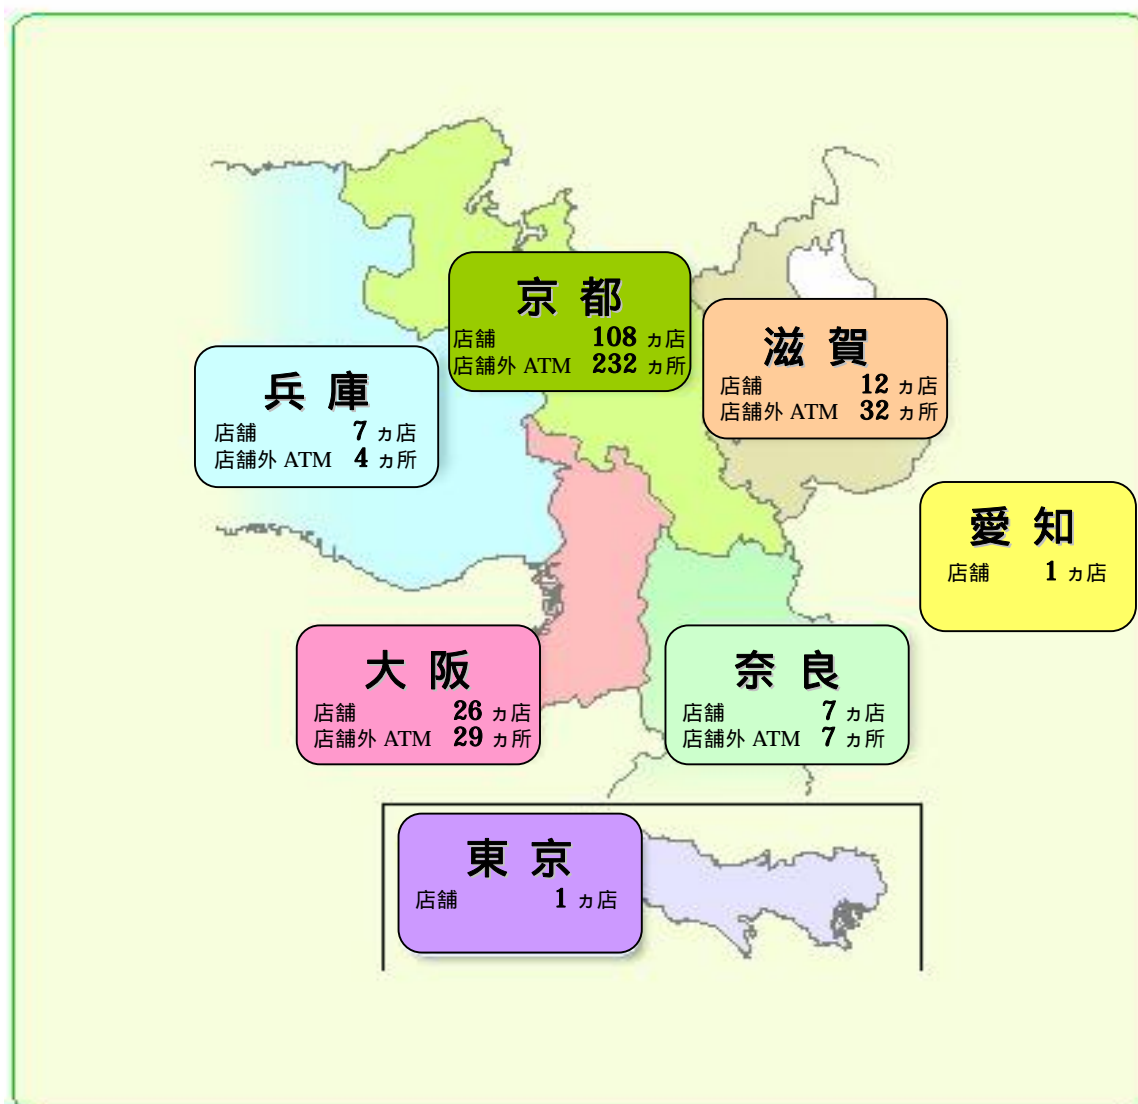 京都
店舗 108 ヵ店
店舗外 ATM 232 ヵ所
滋賀
店舗 12 ヵ店
店舗外 ATM 32 ヵ所
兵庫
店舗 7 ヵ店
店舗外 ATM 4 ヵ所
愛知
店舗 1 ヵ店
大阪
店舗 26 ヵ店
店舗外 ATM 29 ヵ所
奈良
店舗 7 ヵ店
店舗外 ATM 7 ヵ所
東京
店舗 1 ヵ店